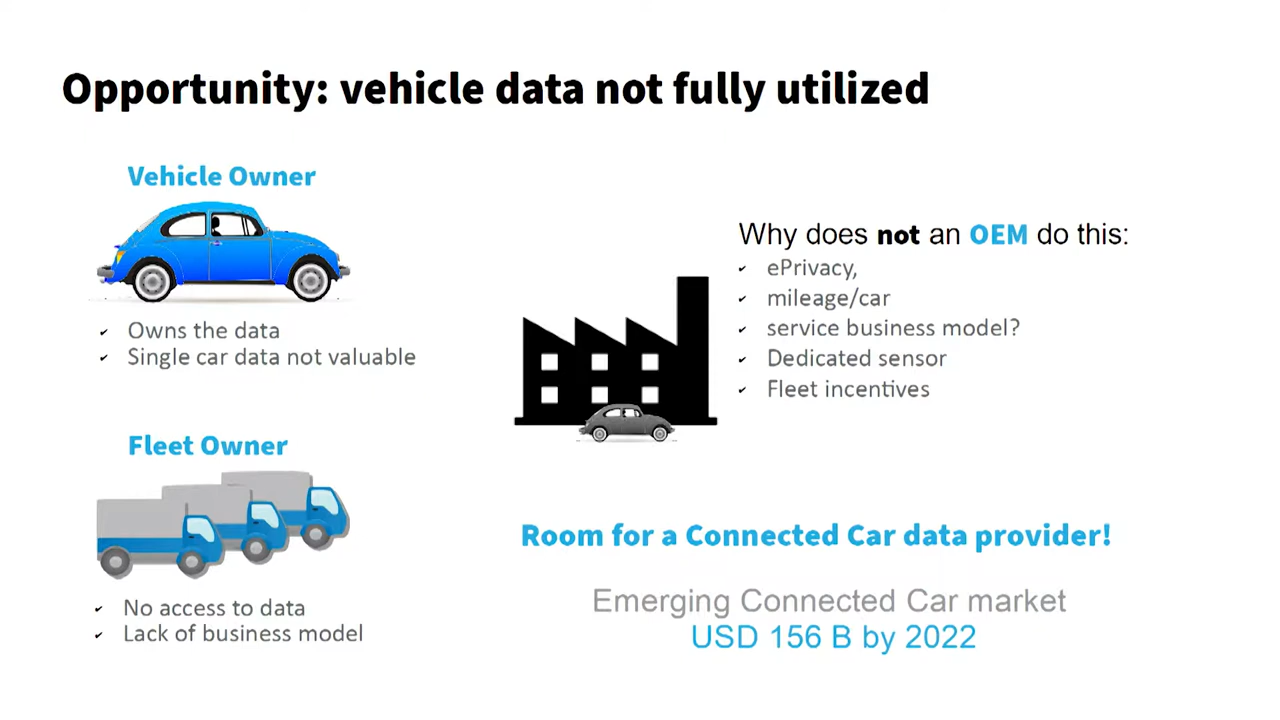 Opportunity: vehicle data not fully utilized
Vehicle Owner
Owns the data
Single car data not valuable
Fleet Owner
No access to data
Lack of business model
Why does not an OEM do this:
ePrivacy,
mileage/car
service business model?
Dedicated sensor
Fleet incentives
Room for a Connected Car data provider!
Emerging Connected Car market
USD 156 B by 2022